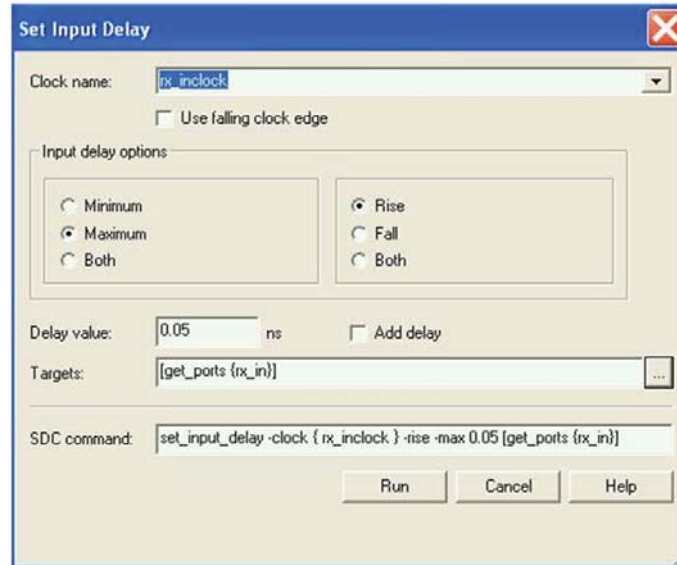 Set Input Delay
Clock name: rx_inclock
Use falling clock edge
Input delay options
Minimum Rise
Maximum Fall
Both Both
Delay value: 0.05 ns Add delay
Targets: [get_ports {rx_in}] ...
SDC command: set_input_delay -clock { rx_inclock } -rise -max 0.05 [get_ports {rx_in}]
Run Cancel Help